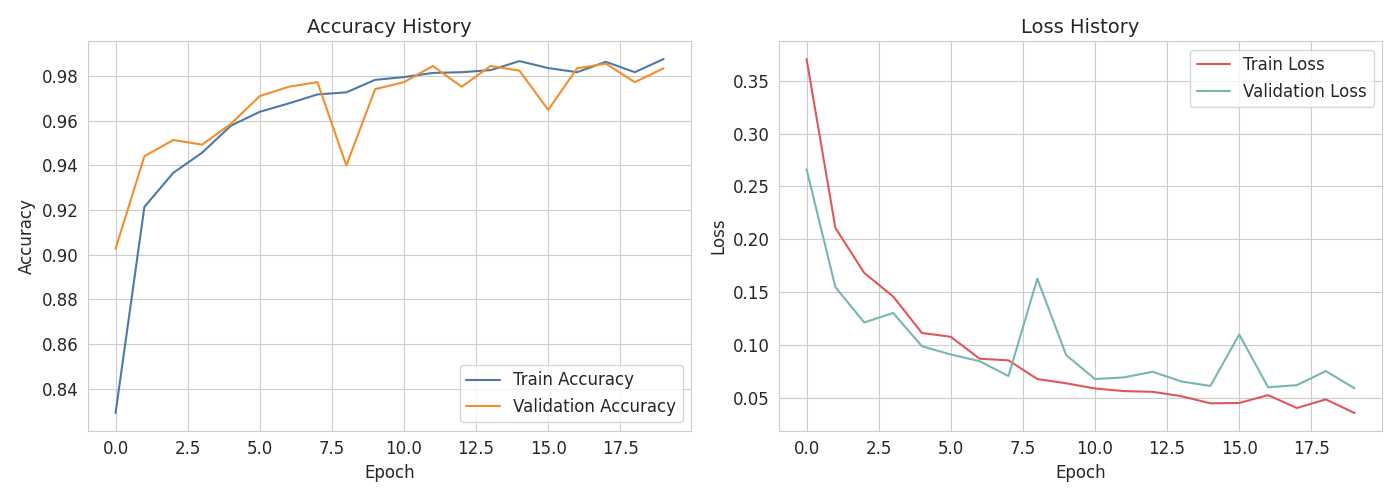 Accuracy History
Accuracy
0.98
0.96
0.94
0.92
0.90
0.88
0.86
0.84
Train Accuracy
Validation Accuracy
0.0 2.5 5.0 7.5 10.0 12.5 15.0 17.5
Epoch
Loss History
Loss
0.35
0.30
0.25
0.20
0.15
0.10
0.05
Train Loss
Validation Loss
0.0 2.5 5.0 7.5 10.0 12.5 15.0 17.5
Epoch